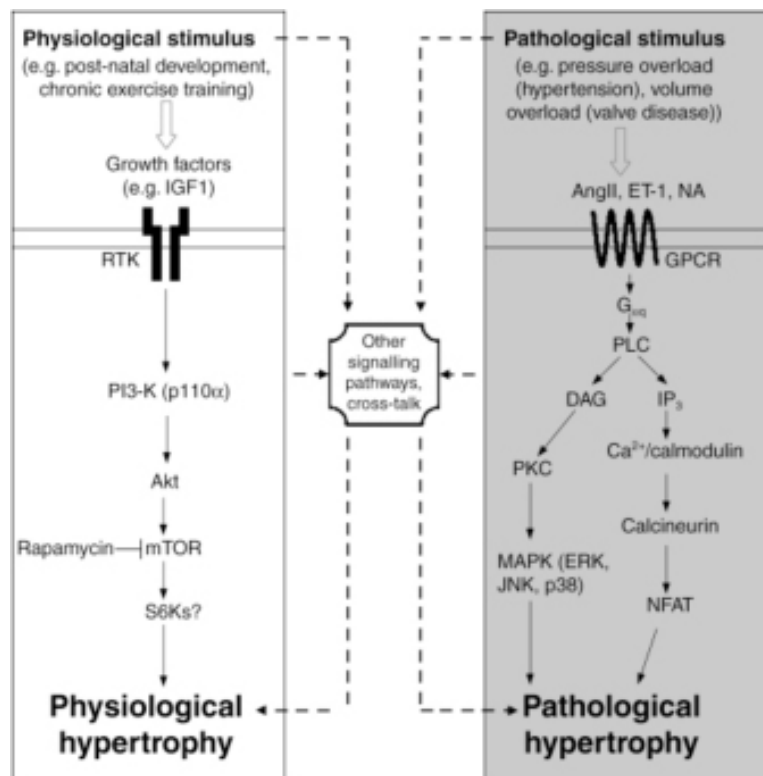 Physiological stimulus
(e.g. post-natal development,
chronic exercise training)
Growth factors
(e.g. IGF1)
RTK
PI3-K (p110α)
Akt
Rapamycin
mTOR
S6Ks?
Physiological
hypertrophy
Other
signalling
pathways,
cross-talk
Pathological stimulus
(e.g. pressure overload
(hypertension), volume
overload (valve disease))
AngII, ET-1, NA
GPCR
Gαq
PLC
DAG
IP3
PKC
Ca2+/calmodulin
Calcineurin
MAPK (ERK,
JNK, p38)
NFAT
Pathological
hypertrophy